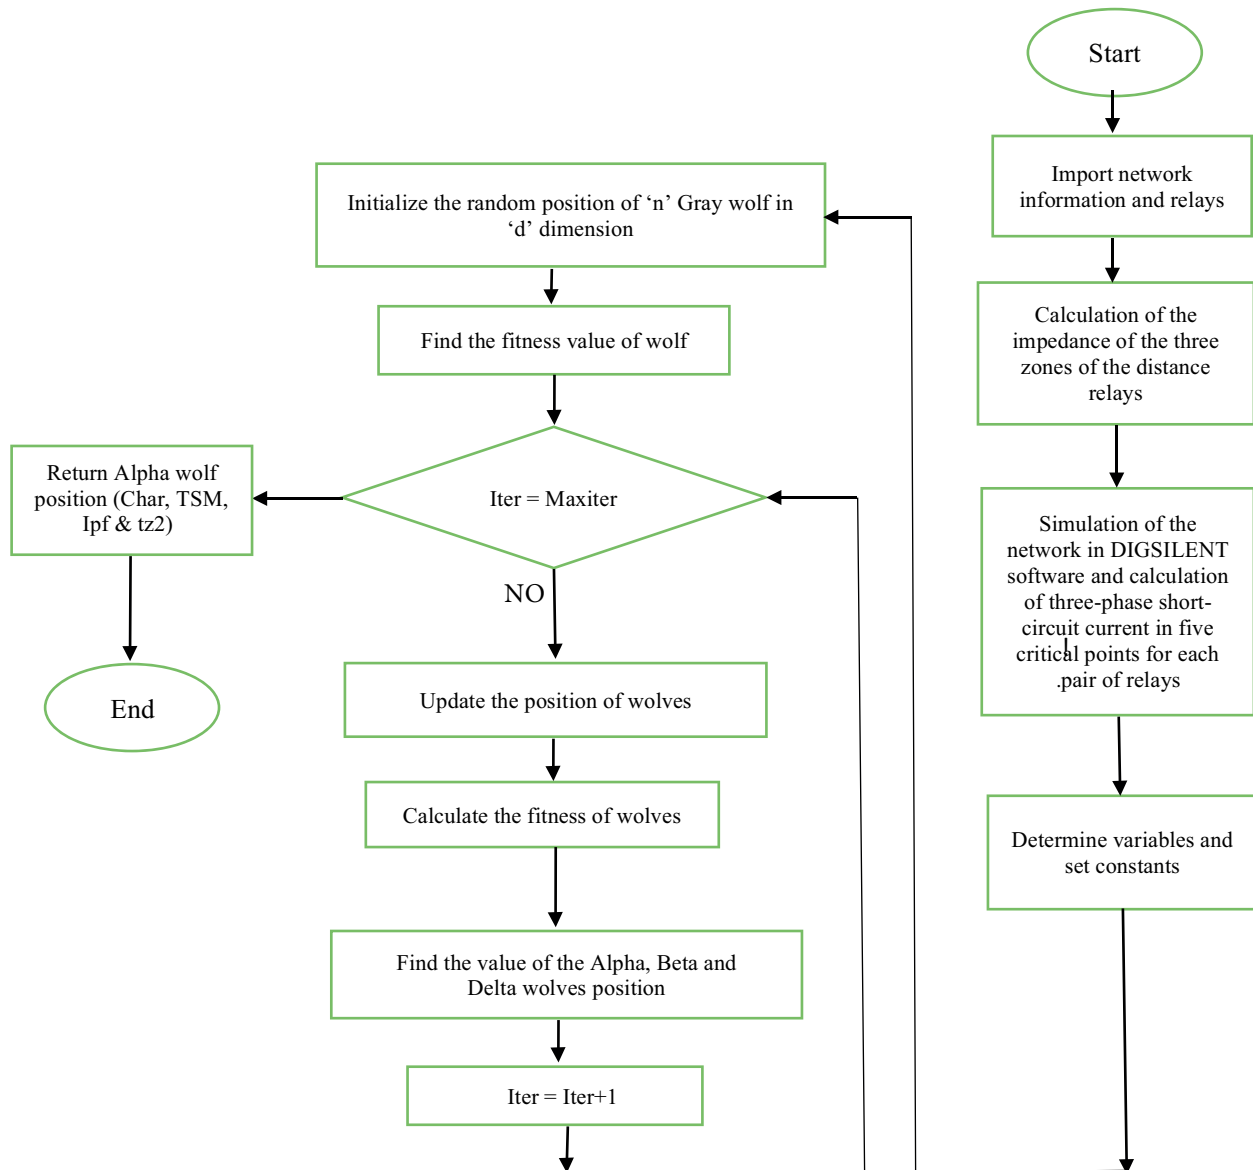 Start
Import network
information and relays
Calculation of the
impedance of the three
zones of the distance
relays
Simulation of the
network in DIGSILENT
software and calculation
of three-phase short-
circuit current in five
critical points for each
.pair of relays
Determine variables and
set constants
Initialize the random position of ‘n’ Gray wolf in
‘d’ dimension
Find the fitness value of wolf
Iter = Maxiter
NO
Return Alpha wolf
position (Char, TSM,
Ipf & tz2)
End
Update the position of wolves
Calculate the fitness of wolves
Find the value of the Alpha, Beta and
Delta wolves position
Iter = Iter+1